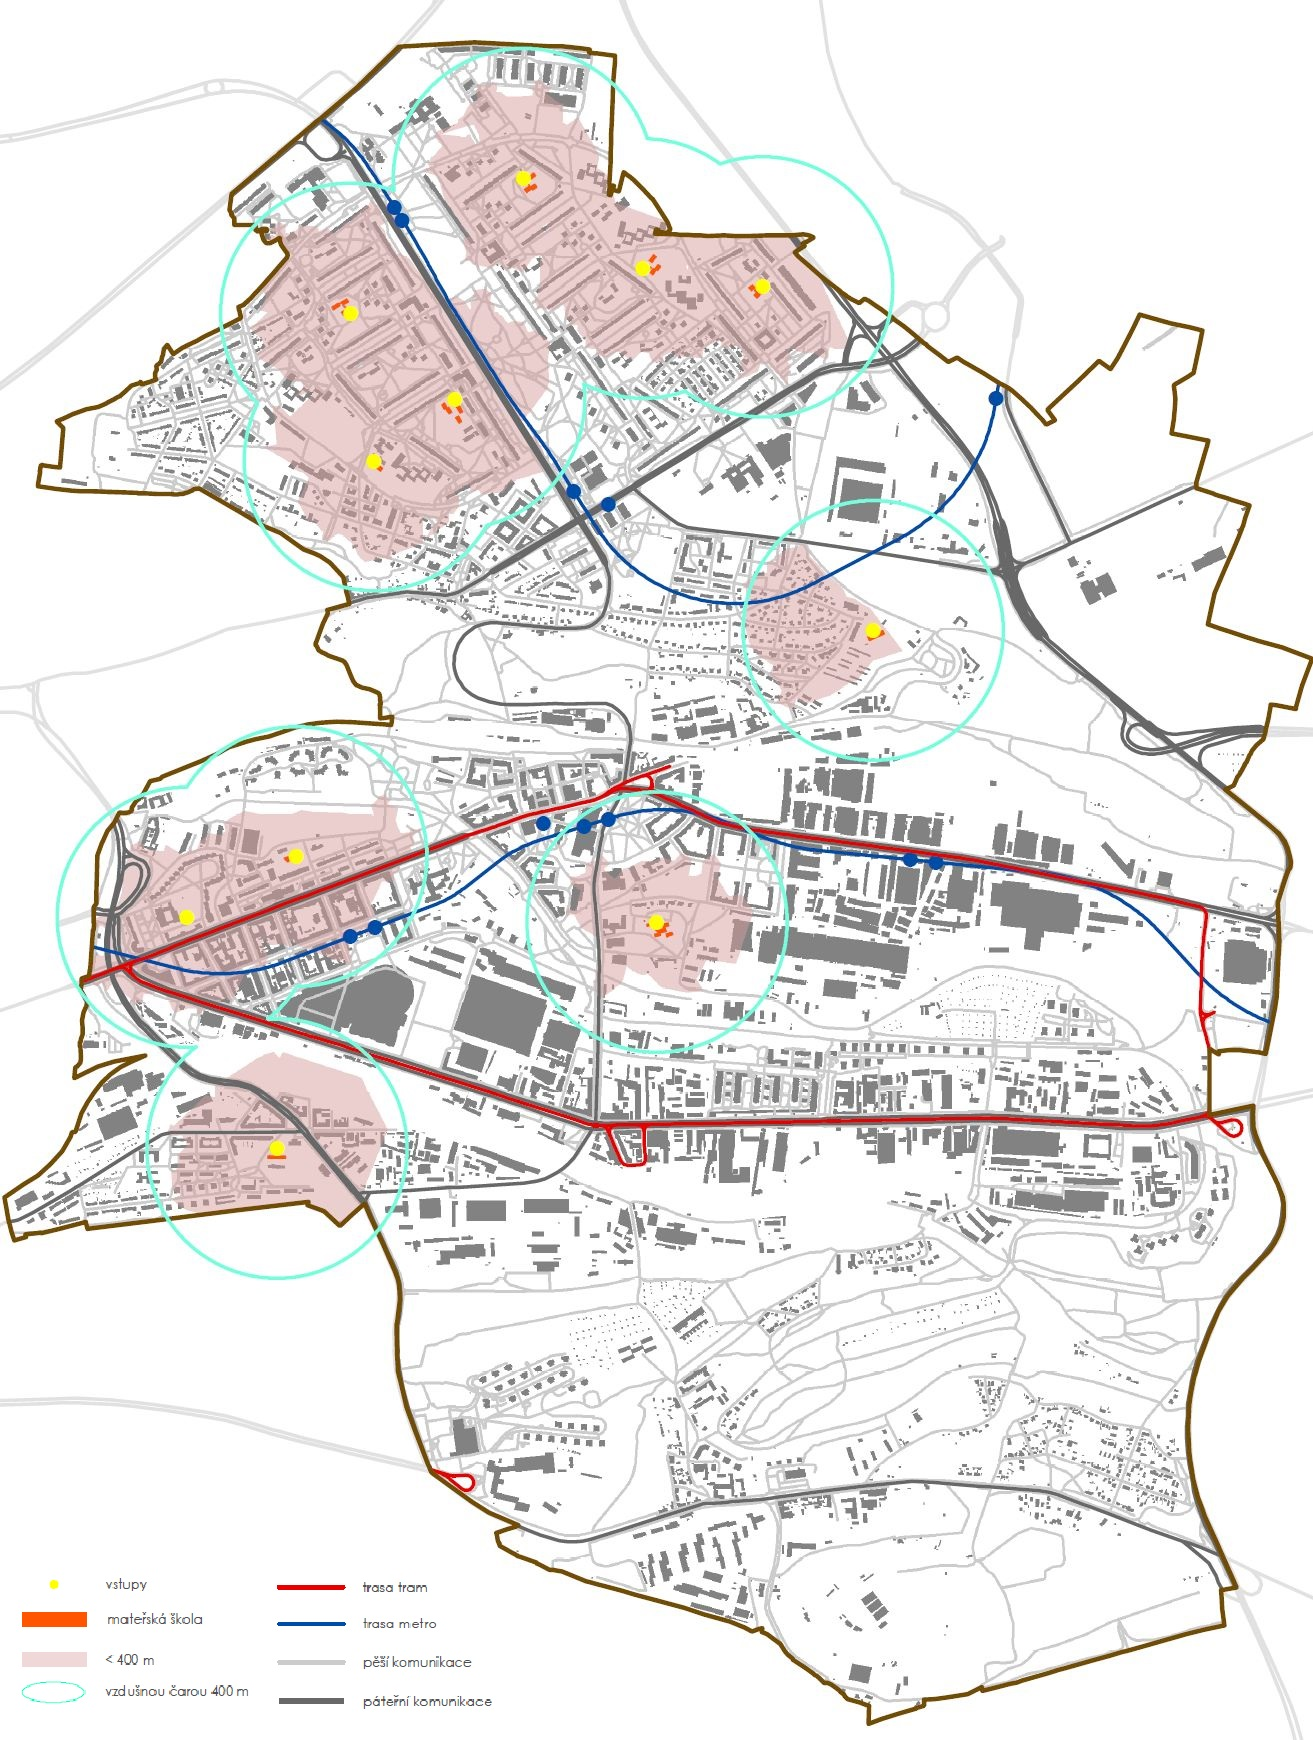 vstupy
mateřská škola
< 400 m
vzdušnou čarou 400 m
trasa tram
trasa metro
pěší komunikace
páteřní komunikace